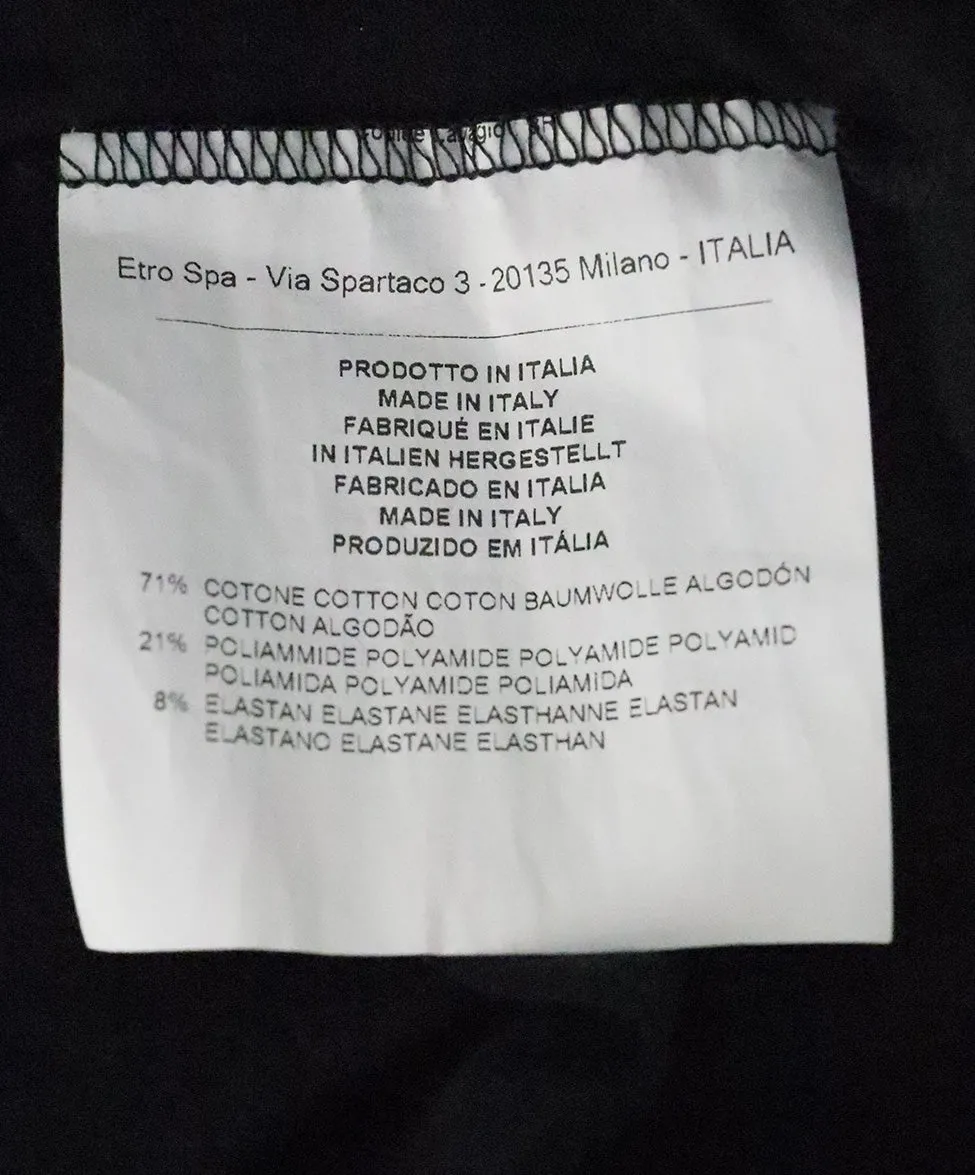 Etro Spa - Via Spartaco 3 - 20135 Milano - ITALIA
PRODOTTO IN ITALIA
MADE IN ITALY
FABRIQUÉ EN ITALIE
IN ITALIEN HERGESTELLT
FABRICADO EN ITALIA
MADE IN ITALY
PRODUZIDO EM ITÁLIA
71% COTONE COTTON COTON BAUMWOLLE ALGODÓN
COTTON ALGODÃO
21% POLIAMMIDE POLYAMIDE POLYAMIDE POLYAMID
POLIAMIDA POLYAMIDE POLIAMIDA
8% ELASTAN ELASTANE ELASTHANNE ELASTAN
ELASTANO ELASTANE ELASTHAN